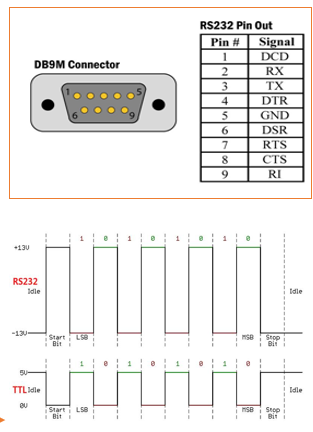 RS232 Pin Out
DB9M Connector
Pin # Signal
1 DCD
2 RX
3 TX
4 DTR
5 GND
6 DSR
7 RTS
8 CTS
9 RI
1 5
6 9
1 0 1 0 1 0 1 0
+13V
RS232
Idle Idle
-13V
Start Bit LSB MSB Stop Bit
1 0 1 0 1 0 1 0
5V
TTL Idle Idle
0V
Start Bit LSB MSB Stop Bit